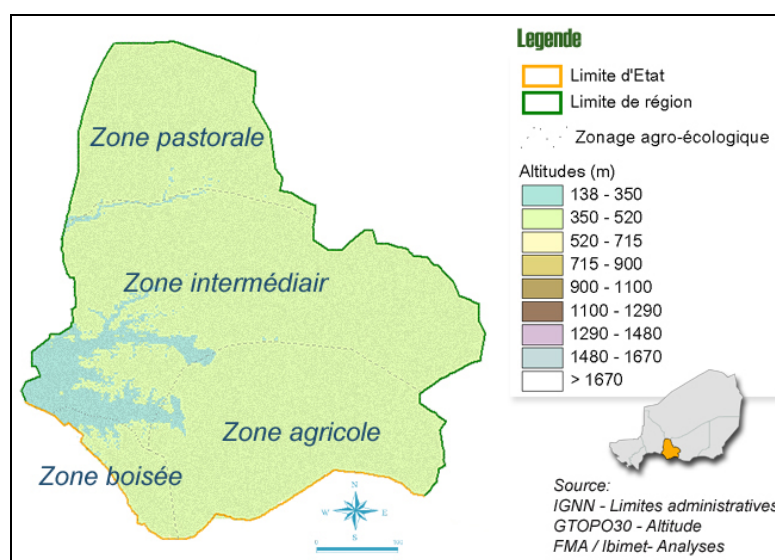 Legende
Limite d'Etat
Limite de région
Zonage agro-écologique
Altitudes (m)
138 - 350
350 - 520
520 - 715
715 - 900
900 - 1100
1100 - 1290
1290 - 1480
1480 - 1670
> 1670
Zone pastorale
Zone intermédiair
Zone agricole
Zone boisée
N
W E
S
Source:
IGNN - Limites administratives
GTOPO30 - Altitude
FMA / Ibimet- Analyses